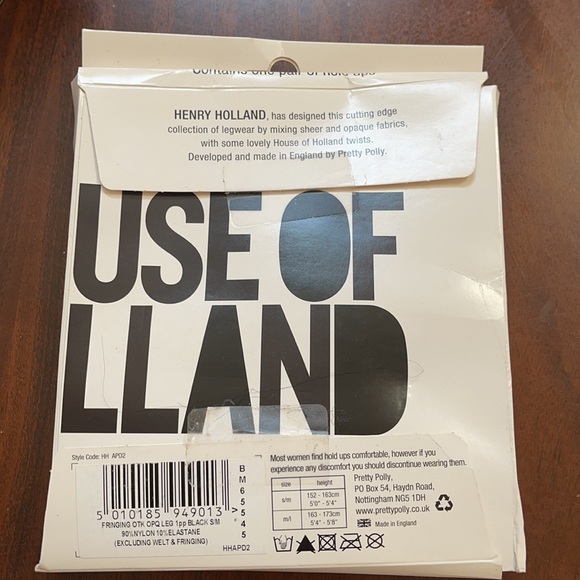 Contains one pair of hold ups
HENRY HOLLAND, has designed this cutting edge
collection of legwear by mixing sheer and opaque fabrics,
with some lovely House of Holland twists.
Developed and made in England by Pretty Polly.
USE OF
LLAND
Style Code: HH APD2
5 010185 949013 >
BM65545
FRINGING OTK OPQ LEG 1pp BLACK S/M
90%NYLON 10%ELASTANE
(EXCLUDING WELT & FRINGING)
HHAPD2
Most women find hold ups comfortable, however if you
experience any discomfort you should discontinue wearing them.
size height
s/m 152 - 163cm
5'0" - 5'4"
m/l 163 - 173cm
5'4" - 5'8"
Pretty Polly,
PO Box 54, Haydn Road,
Nottingham NG5 1DH
Made in England
www.prettypolly.co.uk